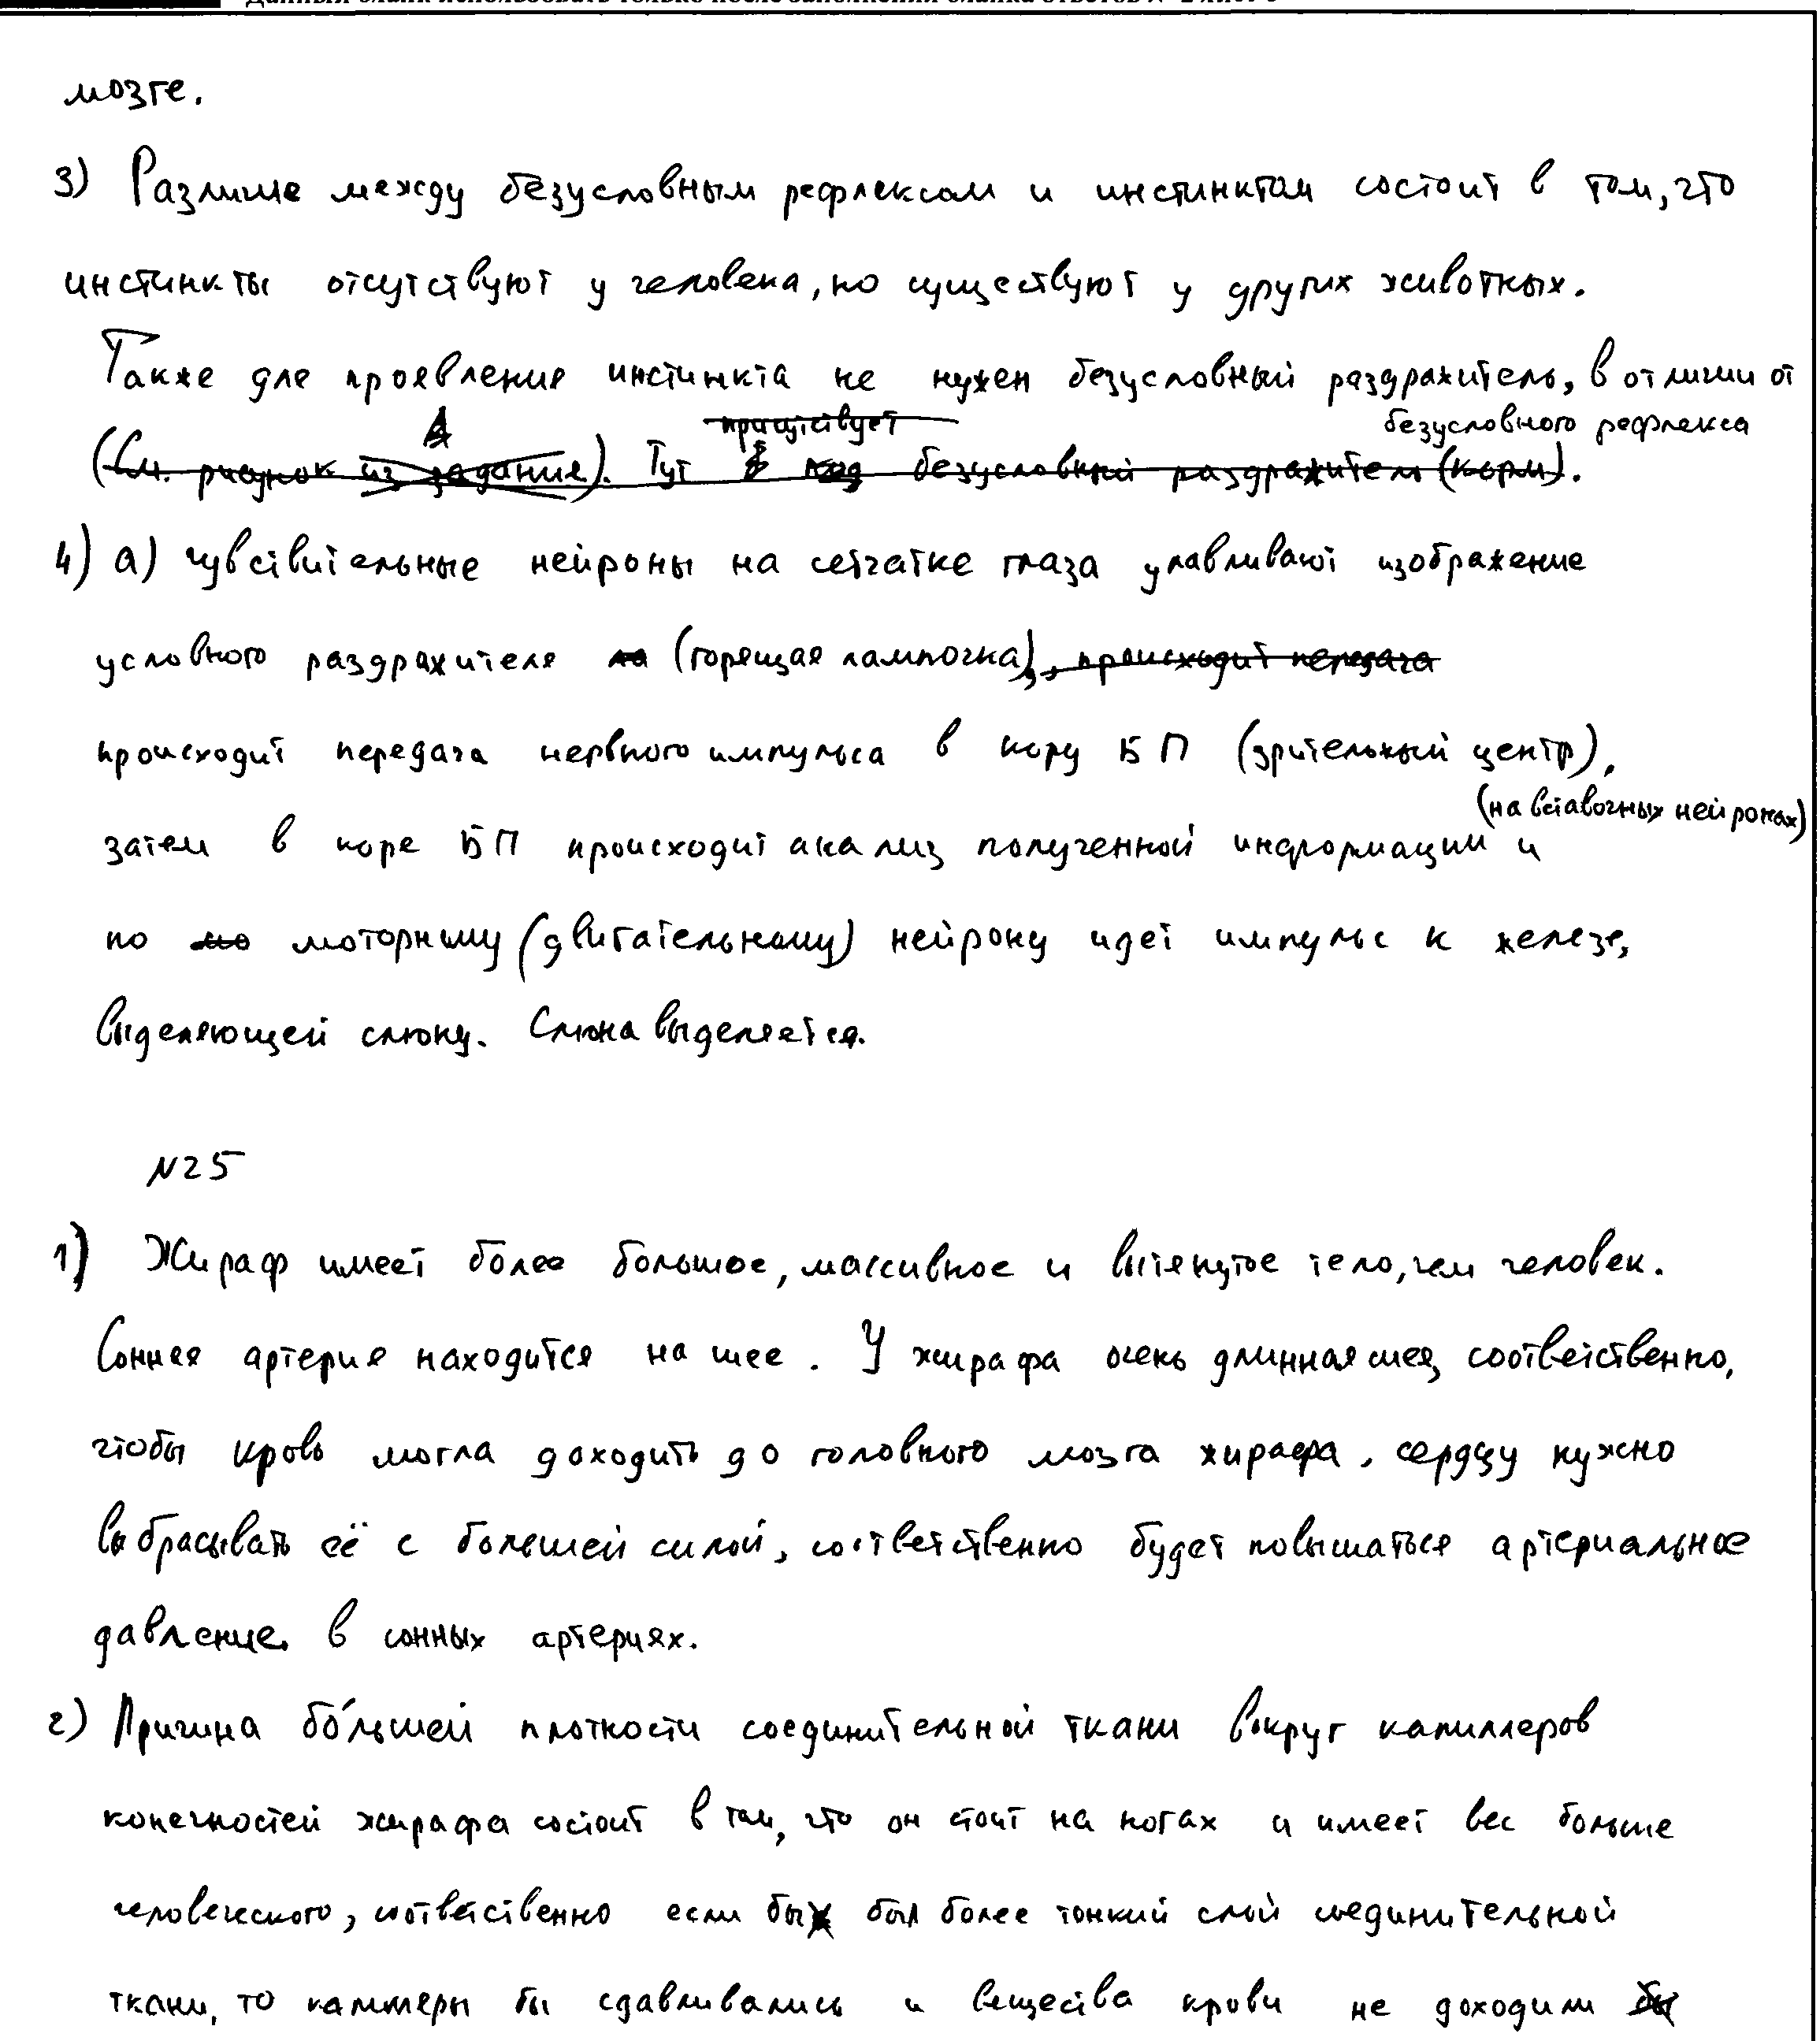 мозге.
3) Различие между безусловным рефлексом и инстинктом состоит в том, что
инстинкты отсутствуют у человека, но существуют у других животных.
Также для проявления инстинкта не нужен безусловный раздражитель, в отличии от
безусловного рефлекса
присутствует
(См. рисунок из задания). Тут безусловный раздражитель (корм).
4) а) чувствительные нейроны на сетчатке глаза улавливают изображение
условного раздражителя (горящая лампочка), происходит передача
происходит передача нервного импульса в кору БП (зрительный центр),
(на вставочных нейронах)
затем в коре БП происходит анализ полученной информации и
по моторному (двигательному) нейрону идет импульс к железе,
выделяющей слюну. Слюна выделяется.
№25
1) Жираф имеет более большое, массивное и вытянутое тело, чем человек.
Сонная артерия находится на шее. У жирафа очень длинная шея, соответственно,
чтобы кровь могла доходить до головного мозга жирафа, сердцу нужно
выбрасывать её с большей силой, соответственно будет повышаться артериальное
давление в сонных артериях.
2) Причина бо́льшей плотности соединительной ткани вокруг капилляров
конечностей жирафа состоит в том, что он стоит на ногах и имеет вес больше
человеческого, соответственно если бы был более тонкий слой соединительной
ткани, то капилляры бы сдавливались и вещества крови не доходили бы